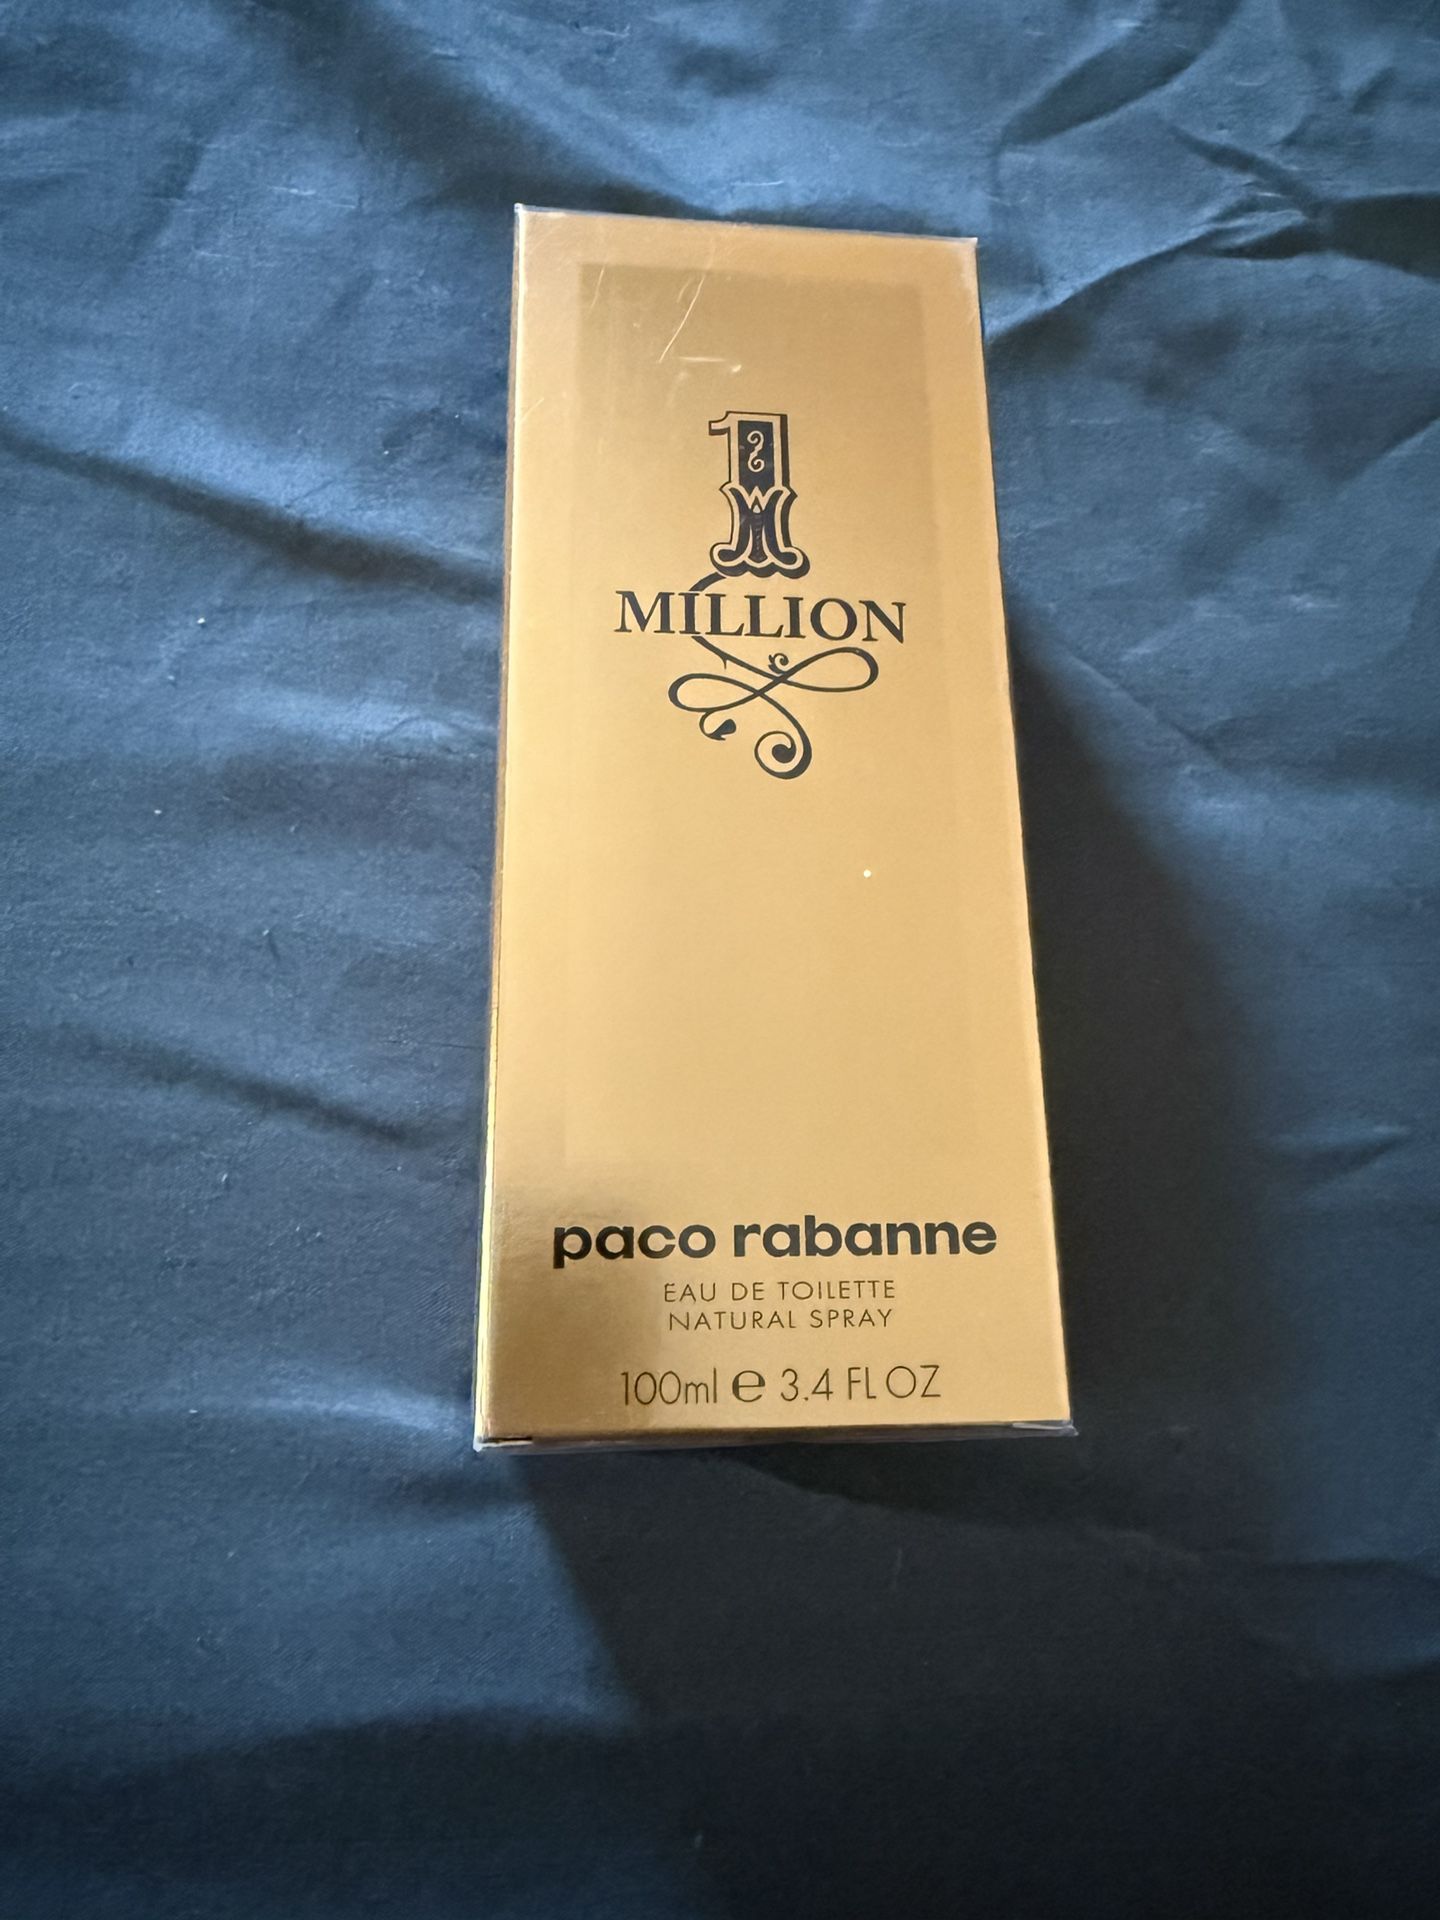 1
MILLION
paco rabanne
EAU DE TOILETTE
NATURAL SPRAY
100ml ℮ 3.4 FL OZ